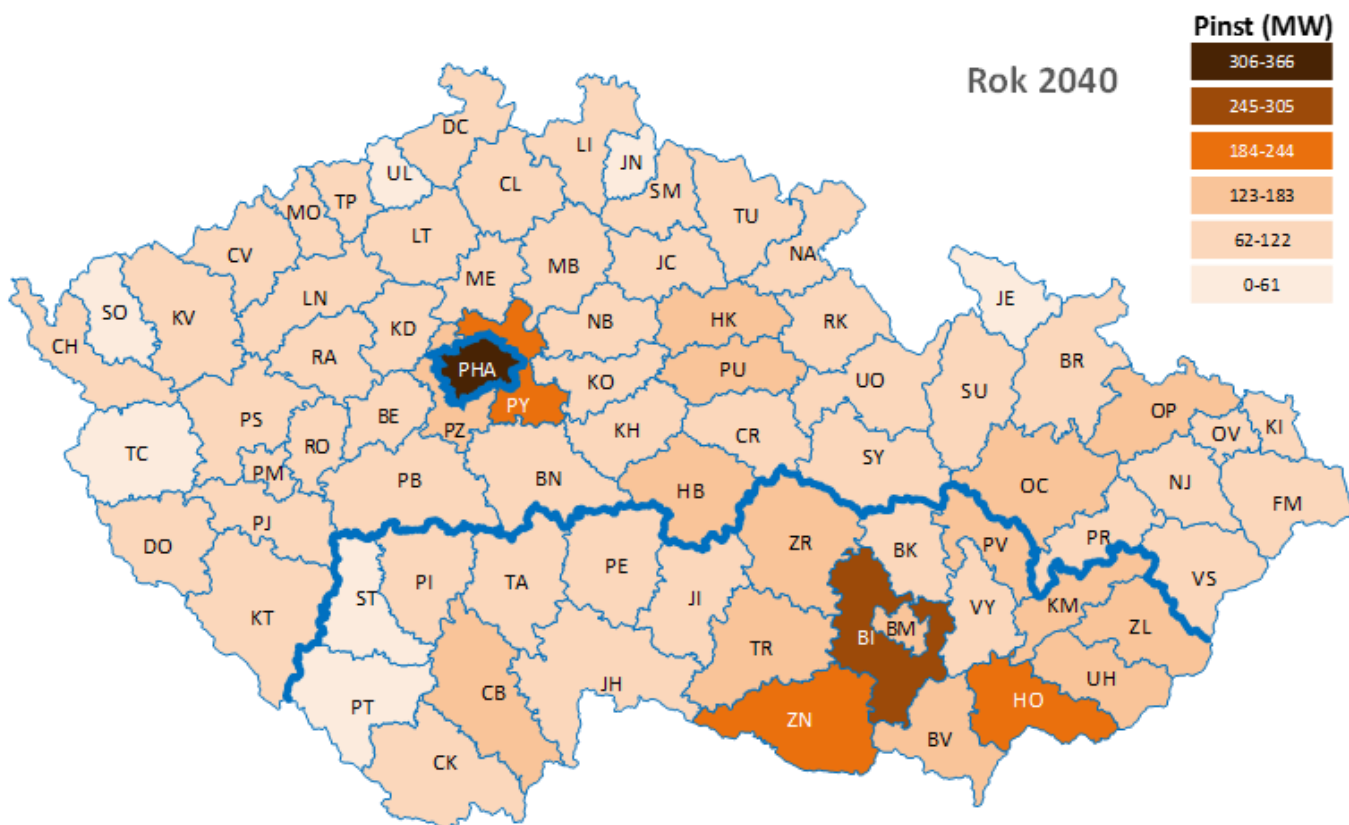 Pinst (MW)
306-366
245-305
184-244
123-183
62-122
0-61
Rok 2040
DC
LI
JN
UL
CL
SM
TP
MO
TU
LT
CV
NA
ME
MB
JC
JE
LN
SO
KV
KD
NB
HK
RK
CH
RA
BR
PHA
KO
PU
UO
SU
PY
PS
BE
OP
KI
RO
PZ
KH
CR
OV
TC
PM
PB
BN
SY
HB
OC
NJ
FM
PJ
DO
ZR
BK
PV
PR
PI
TA
PE
VS
ST
JI
VY
KM
KT
BI
BM
ZL
TR
UH
CB
JH
PT
ZN
HO
BV
CK